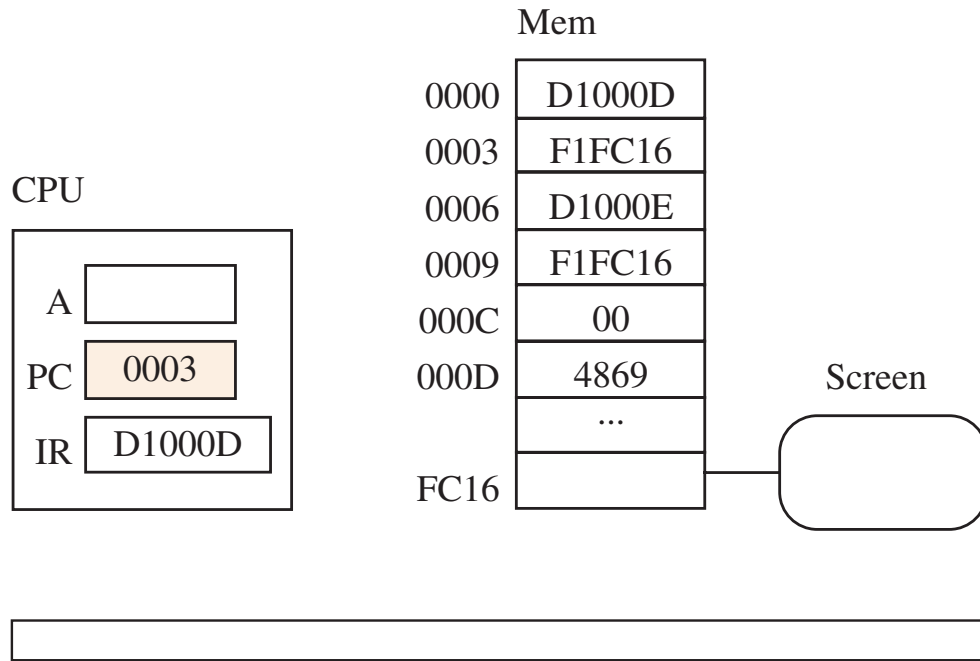 Mem
0000 D1000D
0003 F1FC16
CPU
0006 D1000E
0009 F1FC16
A
000C 00
PC 0003
000D 4869
Screen
...
IR D1000D
FC16